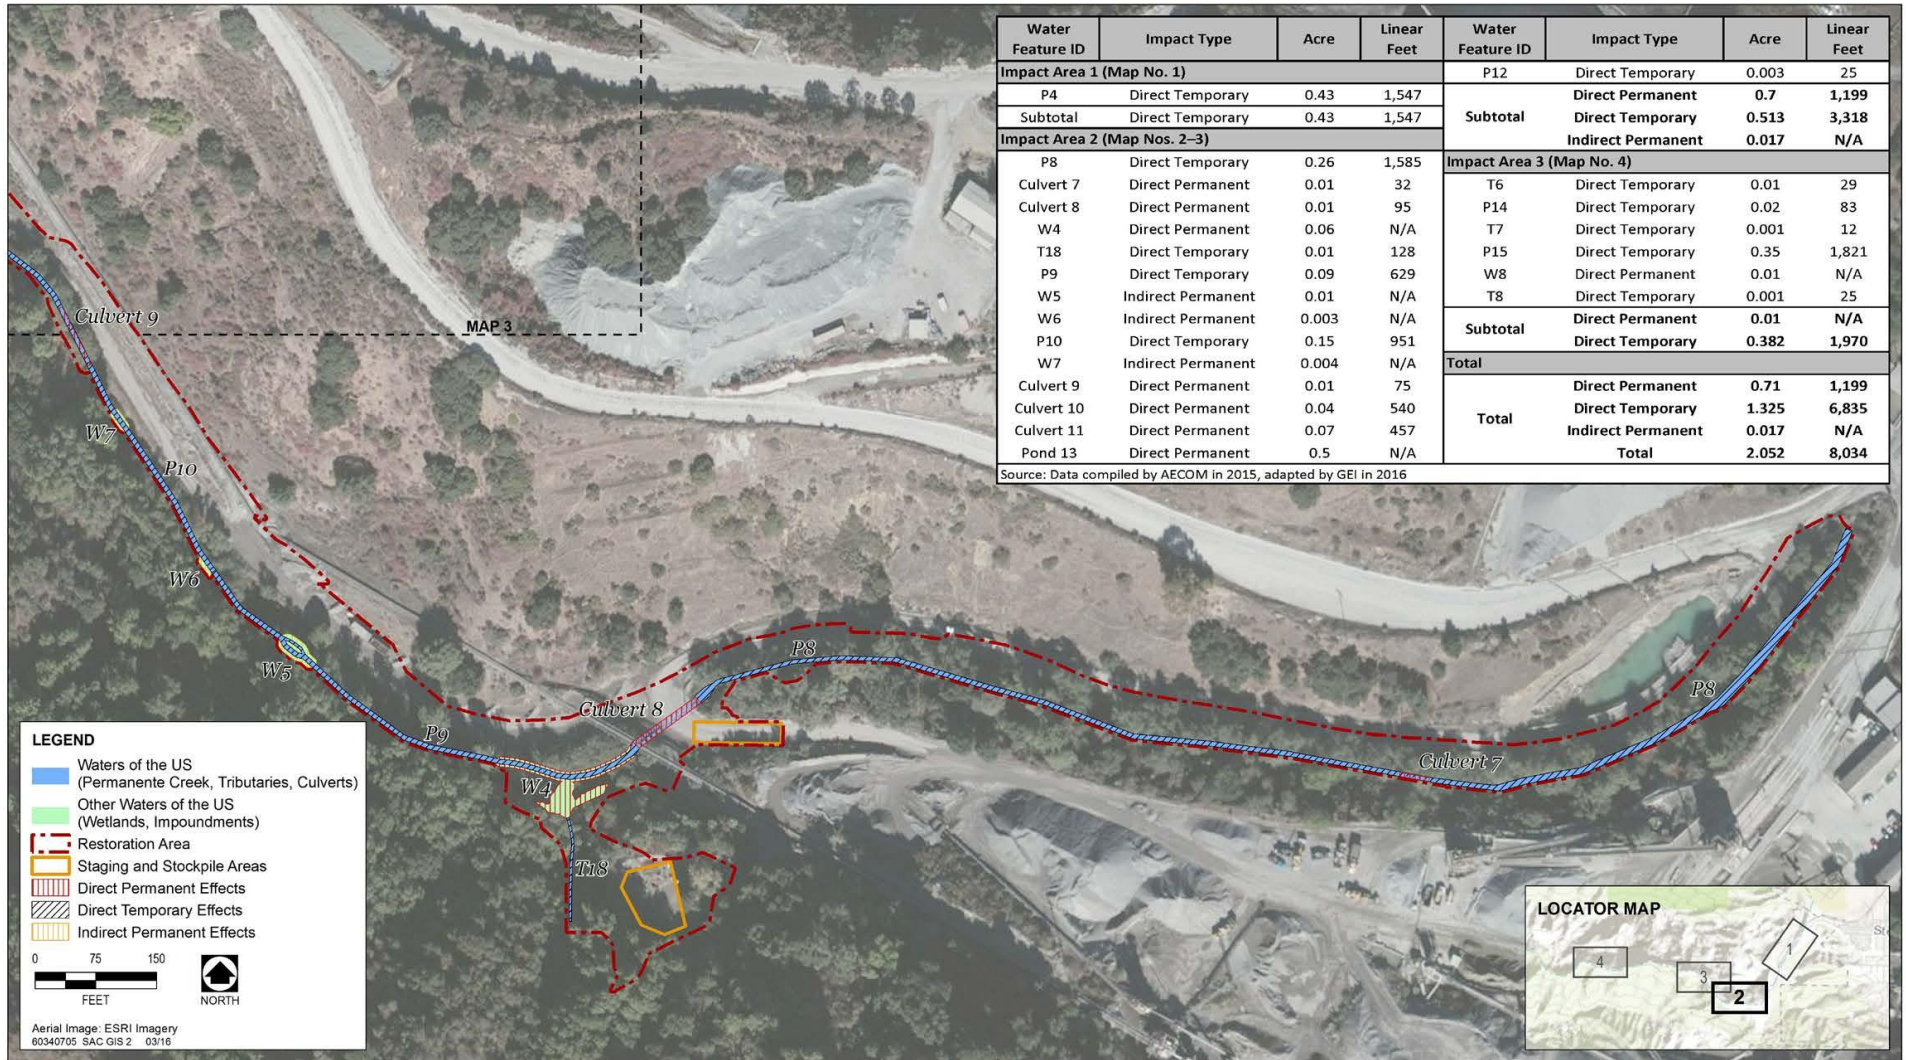 Water Feature ID Impact Type Acre Linear Feet
Impact Area 1 (Map No. 1)
P4 Direct Temporary 0.43 1,547
Subtotal Direct Temporary 0.43 1,547
Impact Area 2 (Map Nos. 2–3)
P8 Direct Temporary 0.26 1,585
Culvert 7 Direct Permanent 0.01 32
Culvert 8 Direct Permanent 0.01 95
W4 Direct Permanent 0.06 N/A
T18 Direct Temporary 0.01 128
P9 Direct Temporary 0.09 629
W5 Indirect Permanent 0.01 N/A
W6 Indirect Permanent 0.003 N/A
P10 Direct Temporary 0.15 951
W7 Indirect Permanent 0.004 N/A
Culvert 9 Direct Permanent 0.01 75
Culvert 10 Direct Permanent 0.04 540
Culvert 11 Direct Permanent 0.07 457
Pond 13 Direct Permanent 0.5 N/A
Water Feature ID Impact Type Acre Linear Feet
P12 Direct Temporary 0.003 25
Subtotal
Direct Permanent 0.7 1,199
Direct Temporary 0.513 3,318
Indirect Permanent 0.017 N/A
Impact Area 3 (Map No. 4)
T6 Direct Temporary 0.01 29
P14 Direct Temporary 0.02 83
T7 Direct Temporary 0.001 12
P15 Direct Temporary 0.35 1,821
W8 Direct Permanent 0.01 N/A
T8 Direct Temporary 0.001 25
Subtotal
Direct Permanent 0.01 N/A
Direct Temporary 0.382 1,970
Total
Total
Direct Permanent 0.71 1,199
Direct Temporary 1.325 6,835
Indirect Permanent 0.017 N/A
Total 2.052 8,034
Source: Data compiled by AECOM in 2015, adapted by GEI in 2016
Culvert 9
MAP 3
W7
P10
W6
W5
P9
Culvert 8
P8
P8
Culvert 7
W4
T18
LEGEND
Waters of the US
(Permanente Creek, Tributaries, Culverts)
Other Waters of the US
(Wetlands, Impoundments)
Restoration Area
Staging and Stockpile Areas
Direct Permanent Effects
Direct Temporary Effects
Indirect Permanent Effects
0 75 150
FEET
NORTH
Aerial Image: ESRI Imagery
60340705 SAC GIS 2 03/16
LOCATOR MAP
1
4
3
2